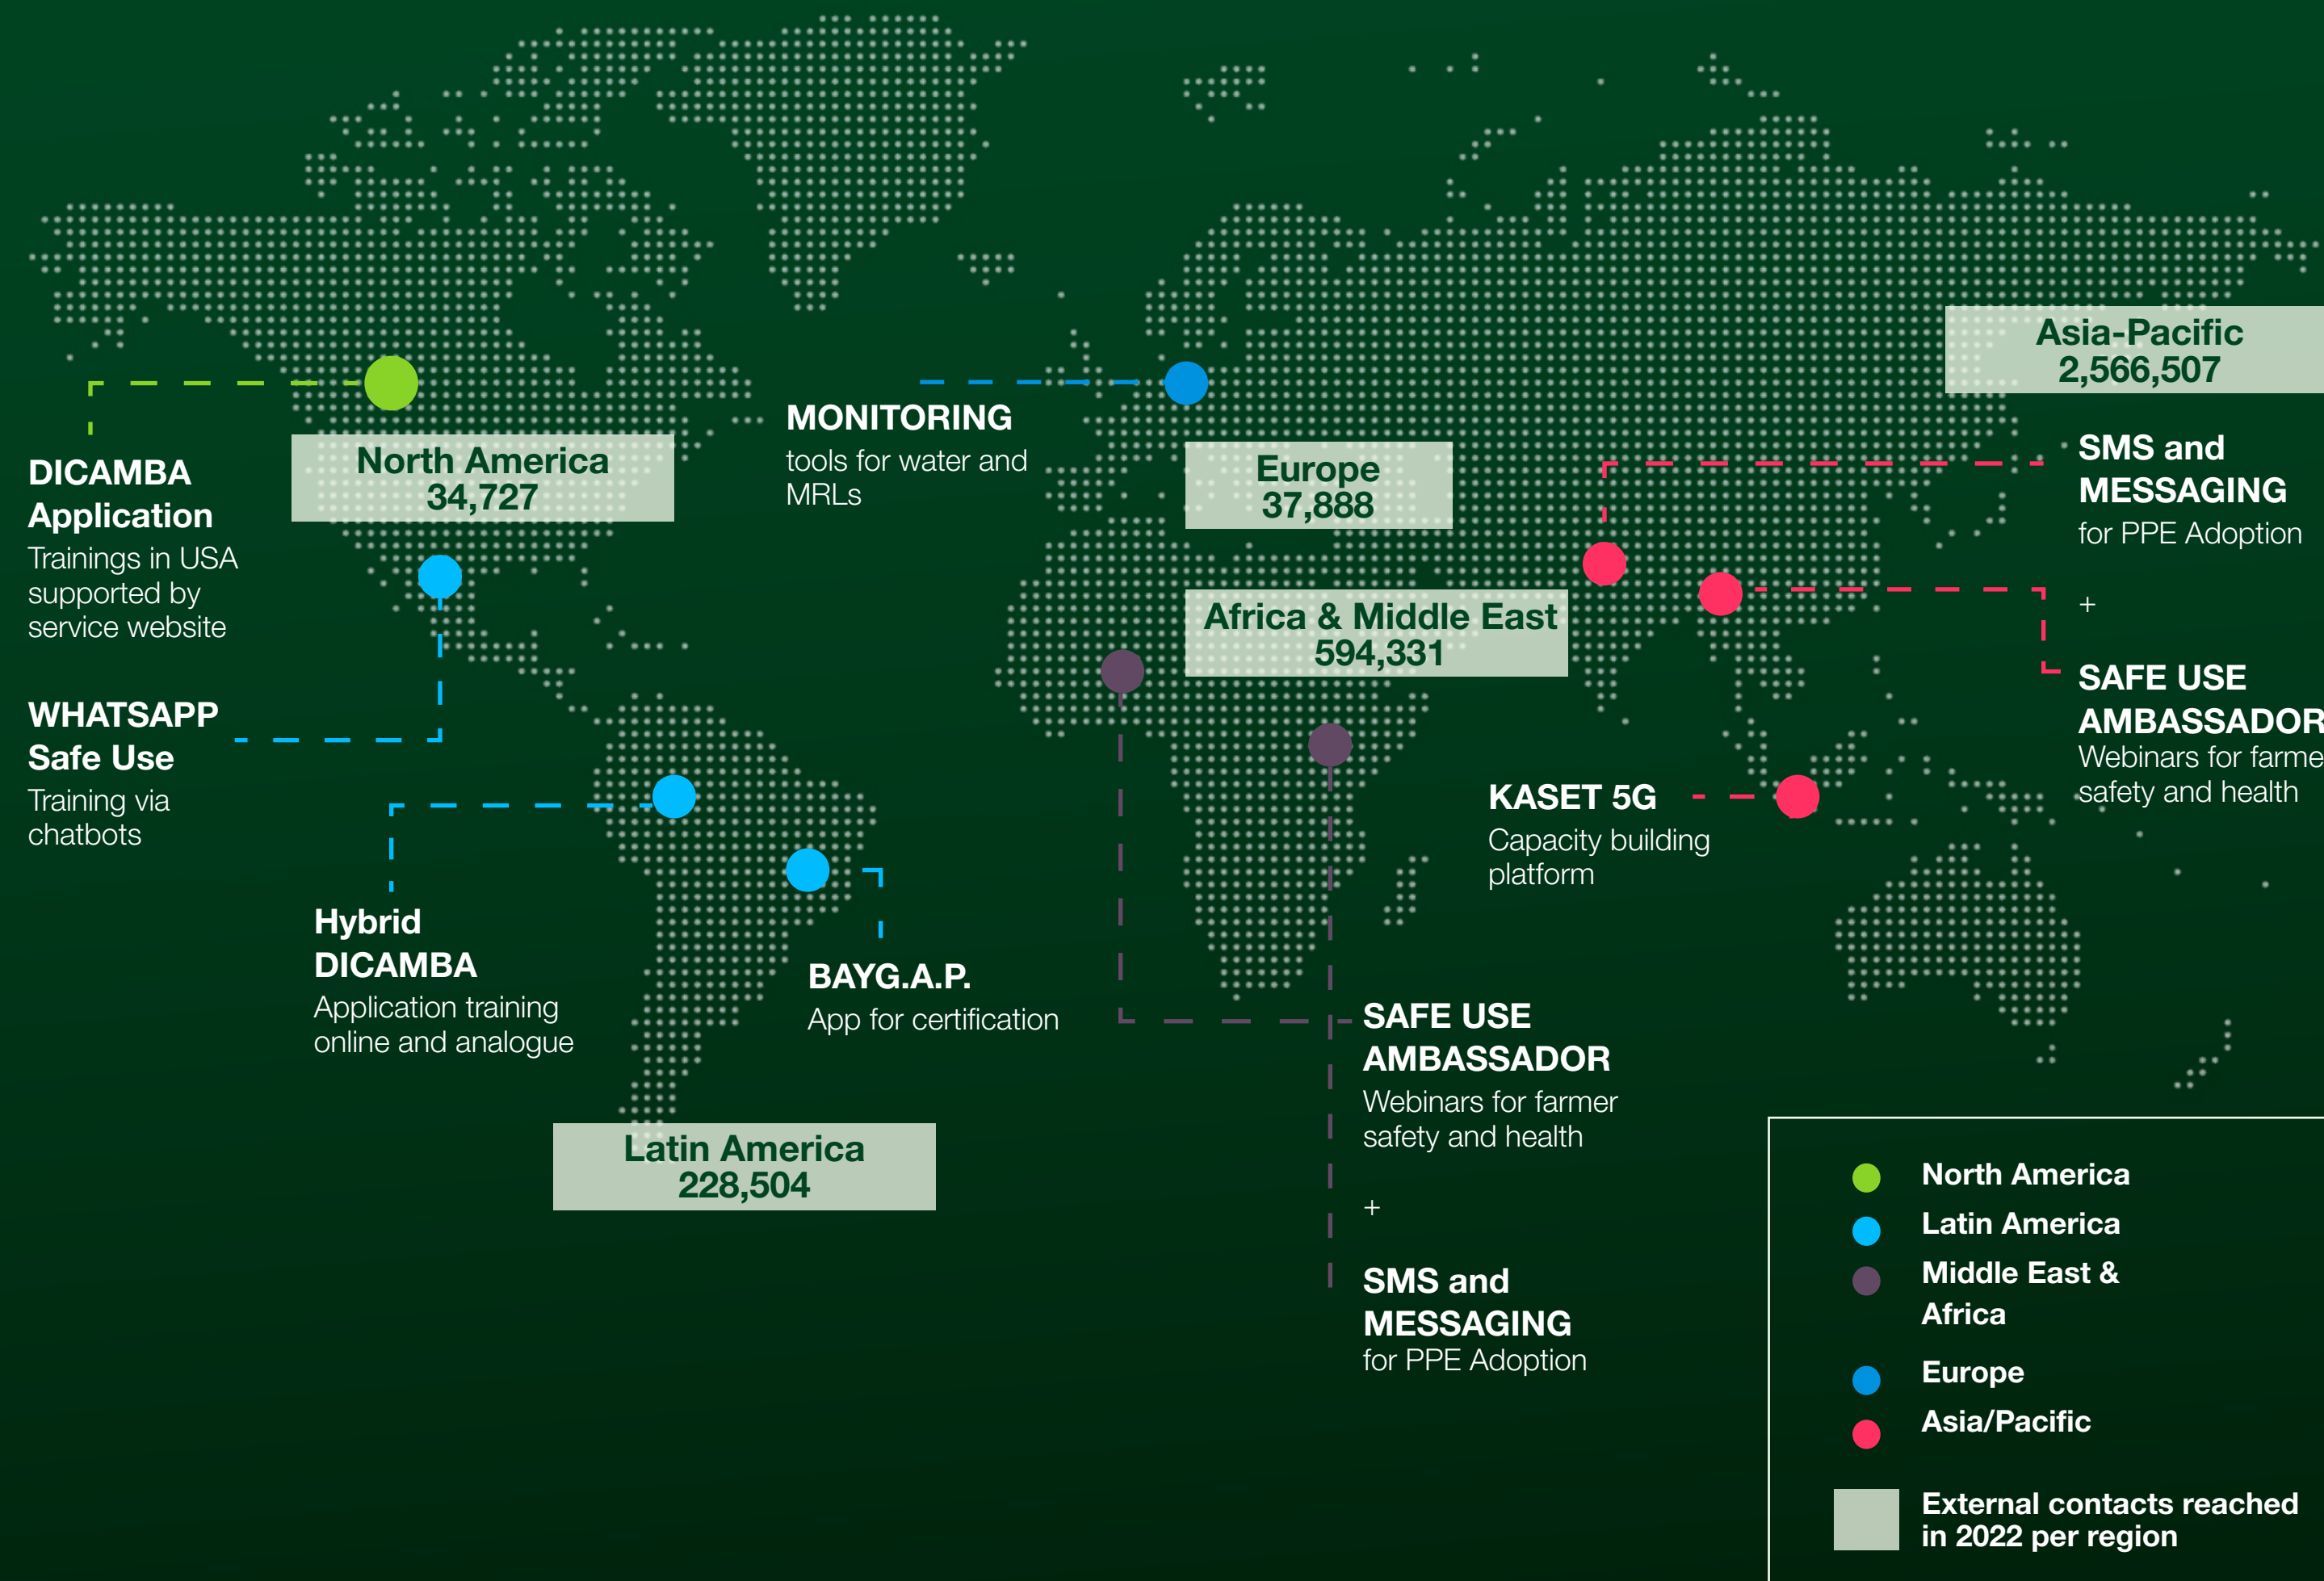 Asia-Pacific
2,566,507
North America
34,727
DICAMBA
Application
Trainings in USA
supported by
service website
WHATSAPP
Safe Use
Training via
chatbots
MONITORING
tools for water and
MRLs
Europe
37,888
Africa & Middle East
594,331
SMS and
MESSAGING
for PPE Adoption
+
SAFE USE
AMBASSADOR
Webinars for farme
safety and health
KASET 5G
Capacity building
platform
Hybrid
DICAMBA
Application training
online and analogue
BAYG.A.P.
App for certification
Latin America
228,504
SAFE USE
AMBASSADOR
Webinars for farmer
safety and health
+
SMS and
MESSAGING
for PPE Adoption
North America
Latin America
Middle East &
Africa
Europe
Asia/Pacific
External contacts reached
in 2022 per region